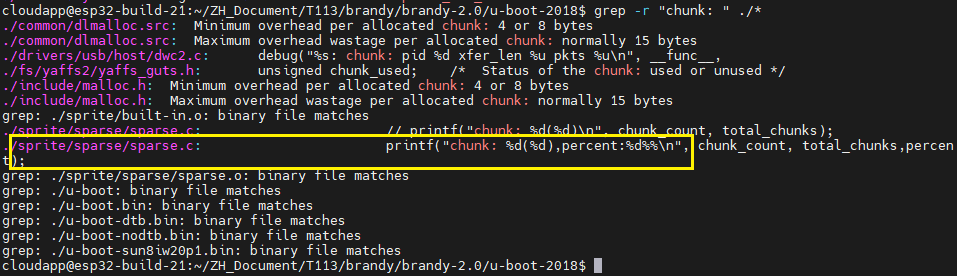 cloudapp@esp32-build-21:~/ZH_Document/T113/brandy/brandy-2.0/u-boot-2018$ grep -r "chunk: " ./*
./common/dlmalloc.src:  Minimum overhead per allocated chunk: 4 or 8 bytes
./common/dlmalloc.src:  Maximum overhead wastage per allocated chunk: normally 15 bytes
./drivers/usb/host/dwc2.c:      debug("%s: chunk: pid %d xfer_len %u pkts %u\n", __func__,
./fs/yaffs2/yaffs_guts.h:       unsigned chunk_used;    /*  Status of the chunk: used or unused */
./include/malloc.h:  Minimum overhead per allocated chunk: 4 or 8 bytes
./include/malloc.h:  Maximum overhead wastage per allocated chunk: normally 15 bytes
grep: ./sprite/built-in.o: binary file matches
./sprite/sparse/sparse.c:                       // printf("chunk: %d(%d)\n", chunk_count, total_chunks);
./sprite/sparse/sparse.c:                       printf("chunk: %d(%d),percent:%d%%\n", chunk_count, total_chunks,percen
t);
grep: ./sprite/sparse/sparse.o: binary file matches
grep: ./u-boot: binary file matches
grep: ./u-boot-dtb.bin: binary file matches
grep: ./u-boot-nodtb.bin: binary file matches
grep: ./u-boot-sun8iw20p1.bin: binary file matches
cloudapp@esp32-build-21:~/ZH_Document/T113/brandy/brandy-2.0/u-boot-2018$